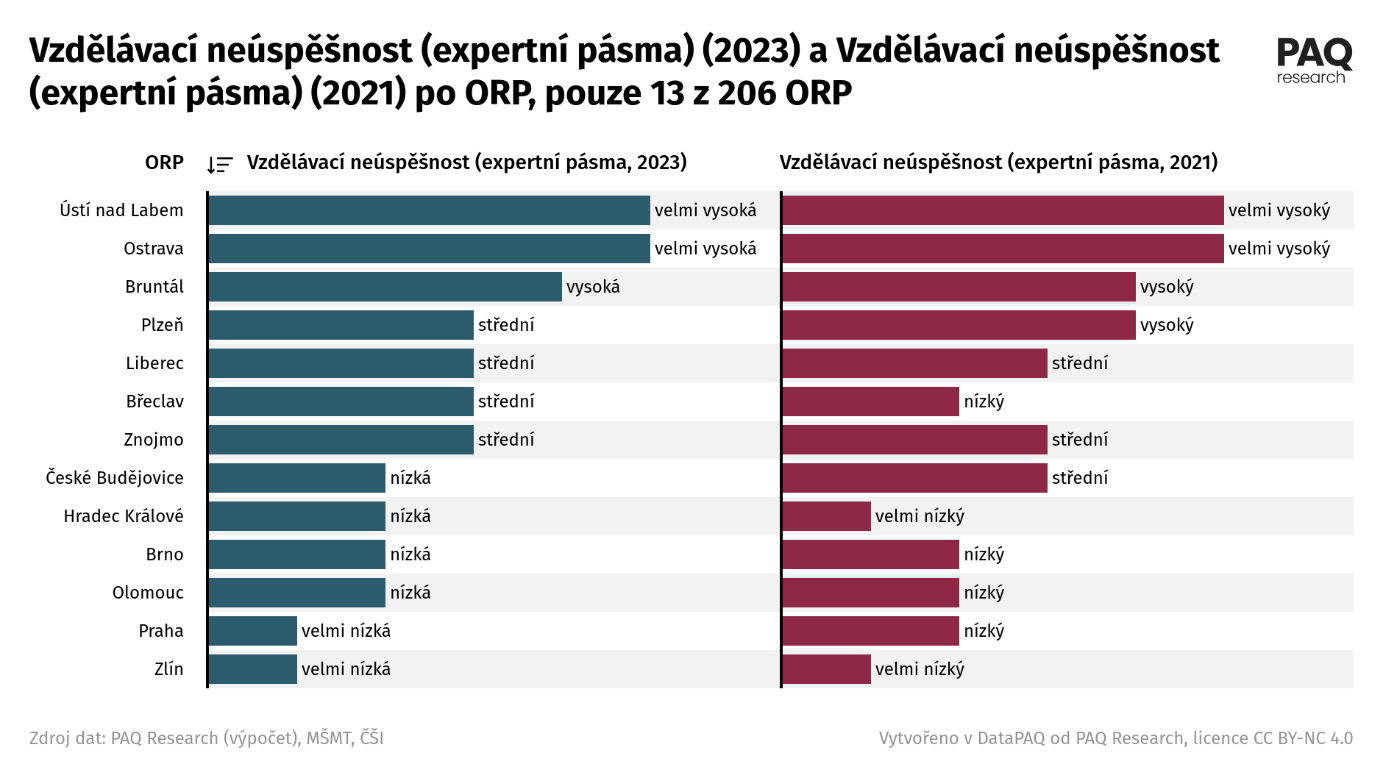 Vzdělávací neúspěšnost (expertní pásma) (2023) a Vzdělávací neúspěšnost
(expertní pásma) (2021) po ORP, pouze 13 z 206 ORP
PAQ
research
ORP Vzdělávací neúspěšnost (expertní pásma, 2023) Vzdělávací neúspěšnost (expertní pásma, 2021)
Ústí nad Labem velmi vysoká velmi vysoký
Ostrava velmi vysoká velmi vysoký
Bruntál vysoká vysoký
Plzeň střední vysoký
Liberec střední střední
Břeclav střední nízký
Znojmo střední střední
České Budějovice nízká střední
Hradec Králové nízká velmi nízký
Brno nízká nízký
Olomouc nízká nízký
Praha velmi nízká nízký
Zlín velmi nízká velmi nízký
Zdroj dat: PAQ Research (výpočet), MŠMT, ČŠI Vytvořeno v DataPAQ od PAQ Research, licence CC BY-NC 4.0